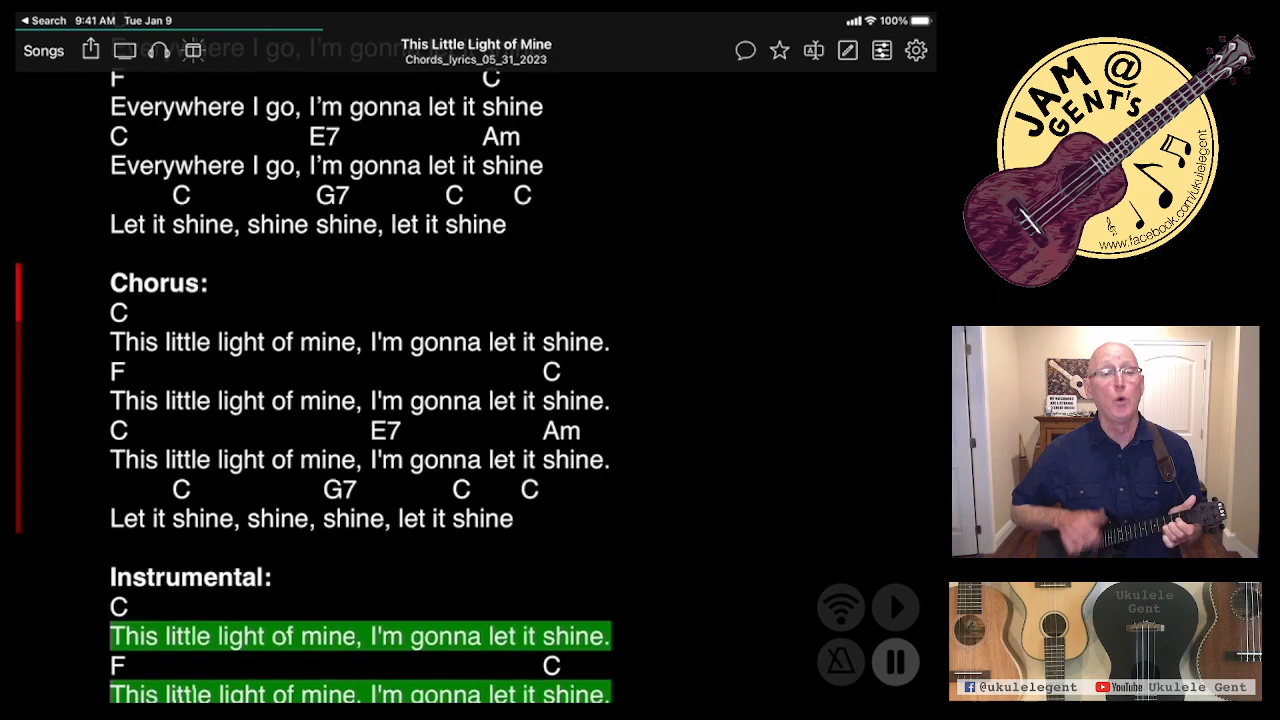 Search 9:41 AM Tue Jan 9 100%
Songs This Little Light of Mine
Chords_lyrics_05_31_2023
Everywhere I go, I'm gonna
F C
Everywhere I go, I’m gonna let it shine
C E7 Am
Everywhere I go, I’m gonna let it shine
C G7 C C
Let it shine, shine shine, let it shine
Chorus:
C
This little light of mine, I'm gonna let it shine.
F C
This little light of mine, I'm gonna let it shine.
C E7 Am
This little light of mine, I'm gonna let it shine.
C G7 C C
Let it shine, shine, shine, let it shine
Instrumental:
C
This little light of mine, I'm gonna let it shine.
F C
This little light of mine, I'm gonna let it shine.
JAM @
GENT'S
www.facebook.com/ukulelegent
Ukulele
Gent
@ukulelegent YouTube Ukulele Gent